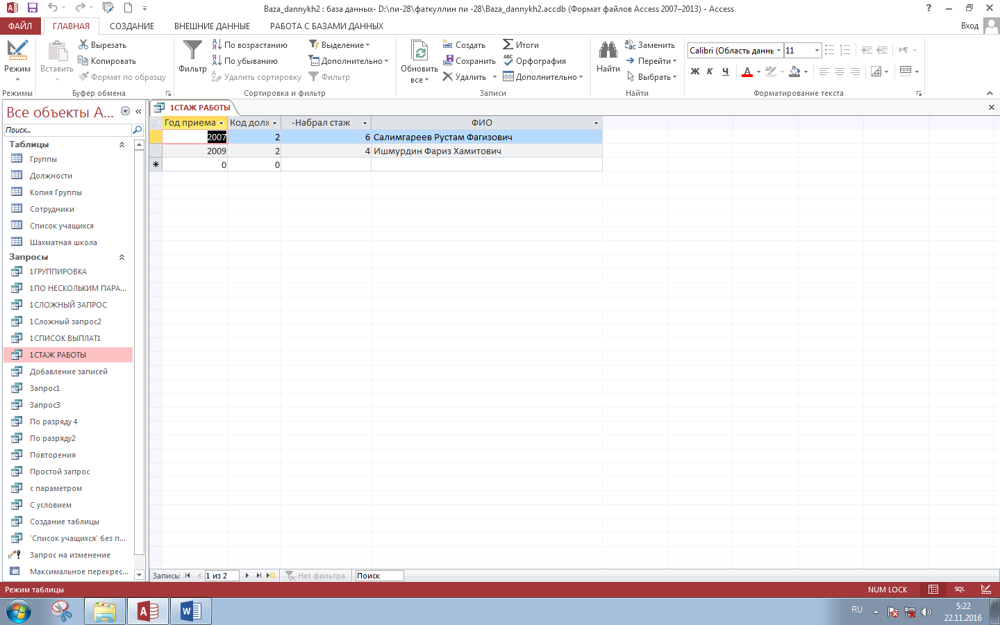 Baza_dannykh2 : база данных- D:\пи-28\фаткуллин пи -28\Baza_dannykh2.accdb (Формат файлов Access 2007–2013) - Access
ФАЙЛ ГЛАВНАЯ СОЗДАНИЕ ВНЕШНИЕ ДАННЫЕ РАБОТА С БАЗАМИ ДАННЫХ Вход
Режим
Режимы
Вставить
Вырезать
Копировать
Формат по образцу
Буфер обмена
Фильтр
По возрастанию
По убыванию
Удалить сортировку
Выделение
Дополнительно
Фильтр
Сортировка и фильтр
Обновить
все
Создать
Сохранить
Удалить
Итоги
Орфография
Дополнительно
Записи
Найти
Заменить
Перейти
Выбрать
Найти
Calibri (Область даннь 11
Ж К Ч
Форматирование текста
Все объекты A...
Поиск...
Таблицы
Группы
Должности
Копия Группы
Сотрудники
Список учащихся
Шахматная школа
Запросы
1ГРУППИРОВКА
1ПО НЕСКОЛЬКИМ ПАРА...
1СЛОЖНЫЙ ЗАПРОС
1Сложный запрос2
1СПИСОК ВЫПЛАТ1
1СТАЖ РАБОТЫ
Добавление записей
Запрос1
Запрос3
По разряду 4
По разряду2
Повторения
Простой запрос
с параметром
С условием
Создание таблицы
'Список учащихся' без п...
Запрос на изменение
Максимальное перекрес...
1СТАЖ РАБОТЫ
Год приема Код долж -Набрал стаж ФИО
2007 2 6 Салимгареев Рустам Фагизович
2009 2 4 Ишмурдин Фариз Хамитович
0 0
Запись: 1 из 2 Нет фильтра Поиск
Режим таблицы NUM LOCK SQL
RU 5:22
22.11.2016